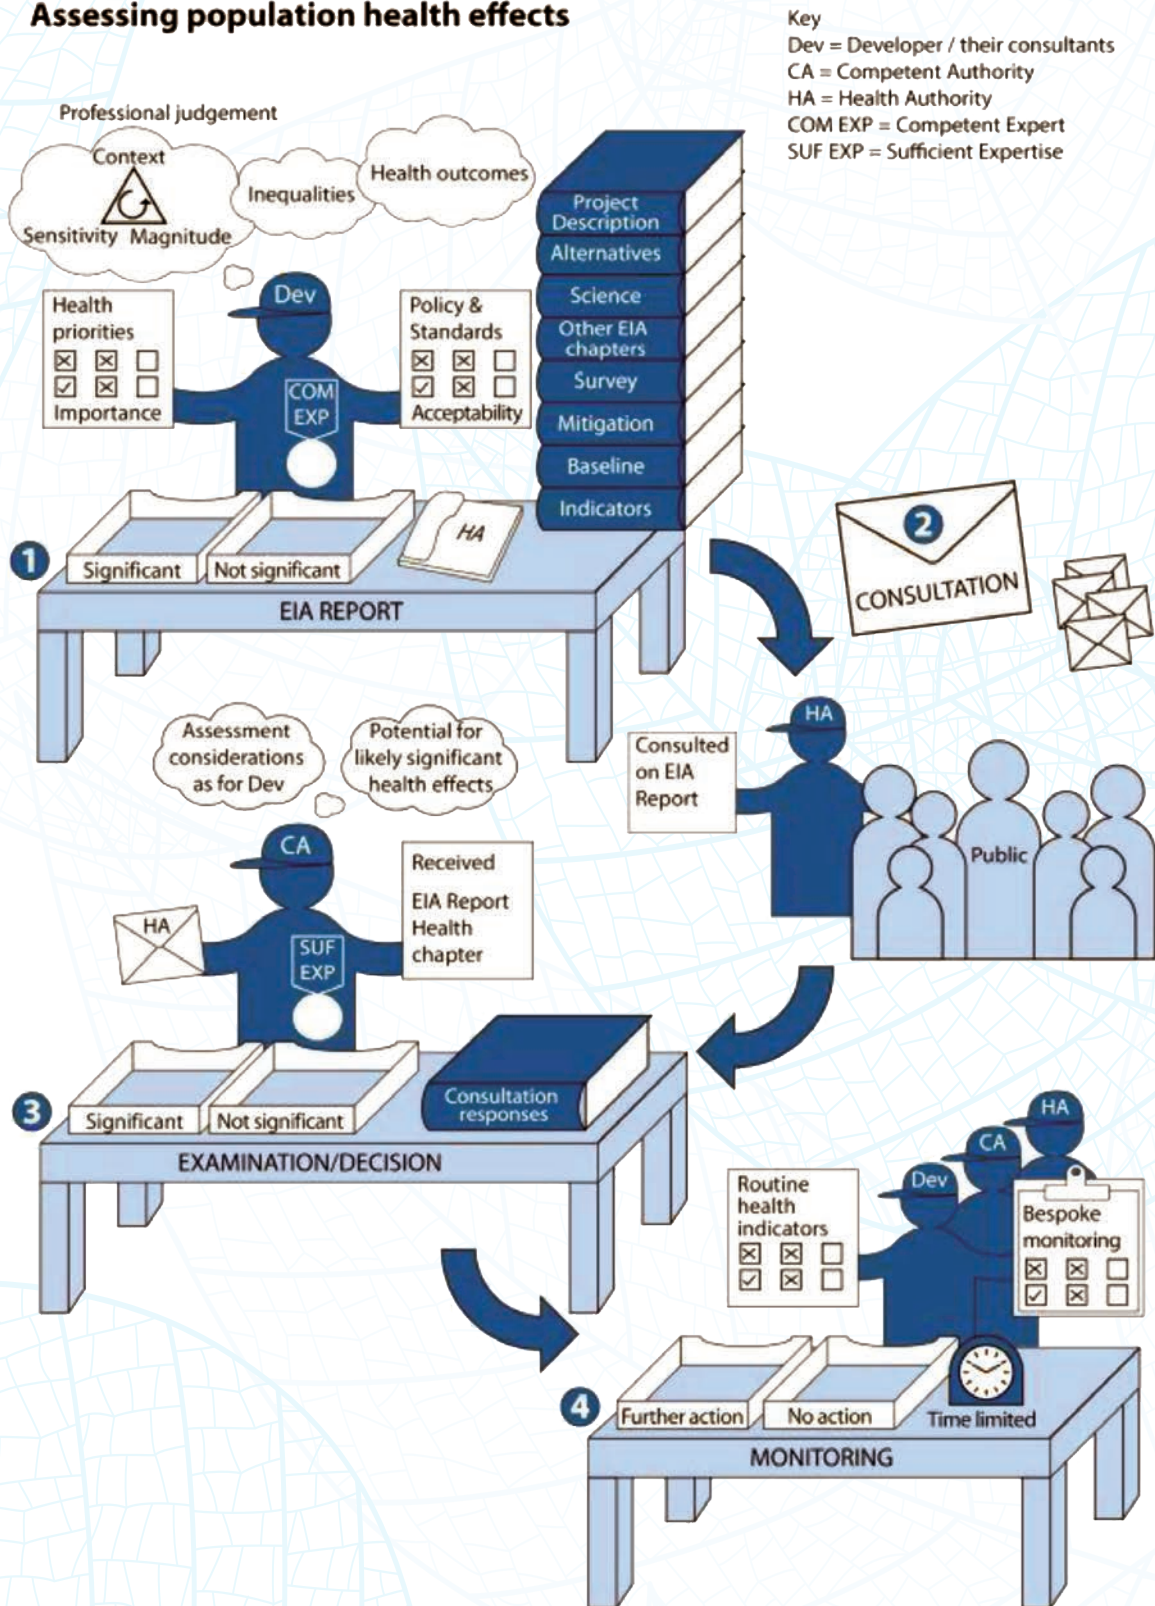 Assessing population health effects
Key
Dev = Developer / their consultants
CA = Competent Authority
HA = Health Authority
COM EXP = Competent Expert
SUF EXP = Sufficient Expertise
Professional judgement
Context
Sensitivity Magnitude
Inequalities
Health outcomes
Dev
Health
priorities
Importance
COM
EXP
Policy &
Standards
Acceptability
Project
Description
Alternatives
Science
Other EIA
chapters
Survey
Mitigation
Baseline
Indicators
HA
1
Significant
Not significant
EIA REPORT
2
CONSULTATION
HA
Consulted
on EIA
Report
Public
Assessment
considerations
as for Dev
Potential for
likely significant
health effects
CA
HA
SUF
EXP
Received
EIA Report
Health
chapter
3
Significant
Not significant
Consultation
responses
EXAMINATION/DECISION
HA
CA
Dev
Routine
health
indicators
Bespoke
monitoring
4
Further action
No action
Time limited
MONITORING